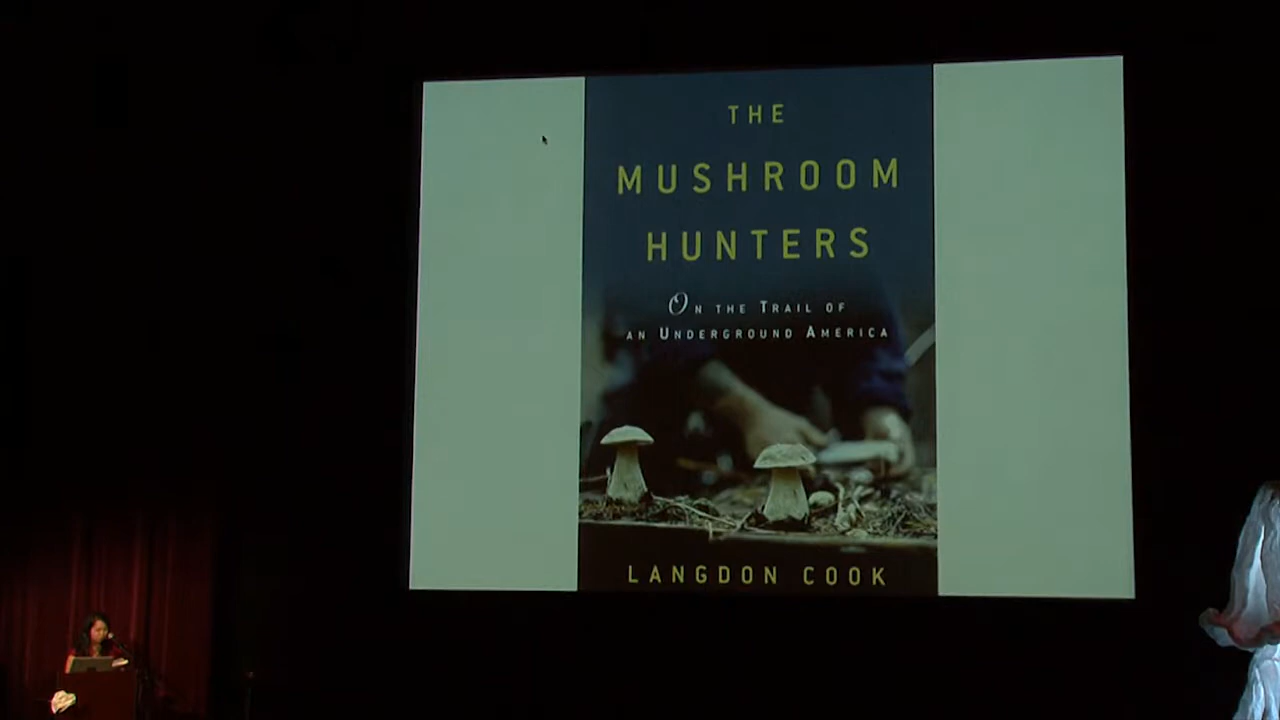 THE
MUSHROOM
HUNTERS
ON THE TRAIL OF
AN UNDERGROUND AMERICA
LANGDON COOK